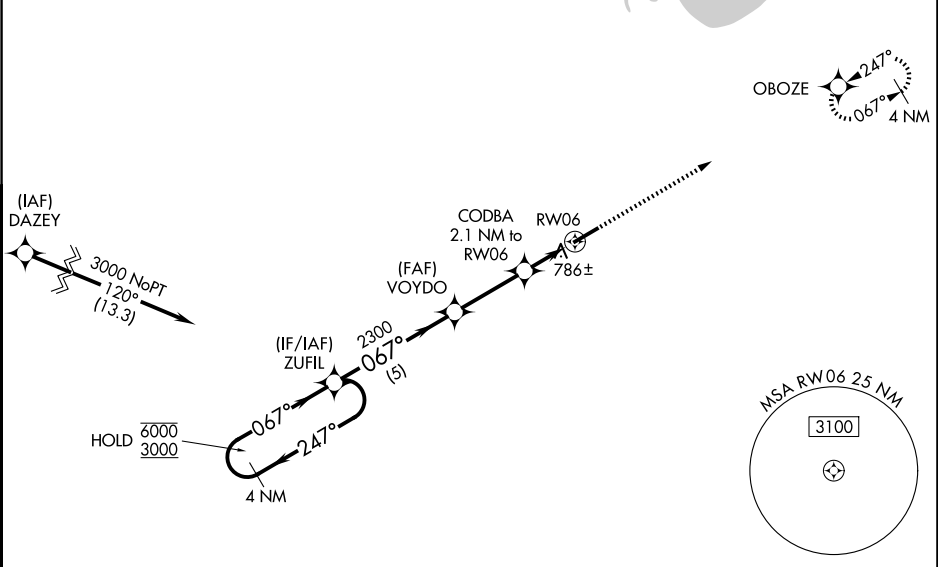 OBOZE
247°
067°
4 NM
(IAF)
DAZEY
3000 NoPT
120°
(13.3)
CODBA
2.1 NM to
RW06
RW06
786±
(FAF)
VOYDO
(IF/IAF)
ZUFIL
2300
067°
(5)
HOLD 6000
3000
067°
247°
4 NM
MSA RW06 25 NM
3100